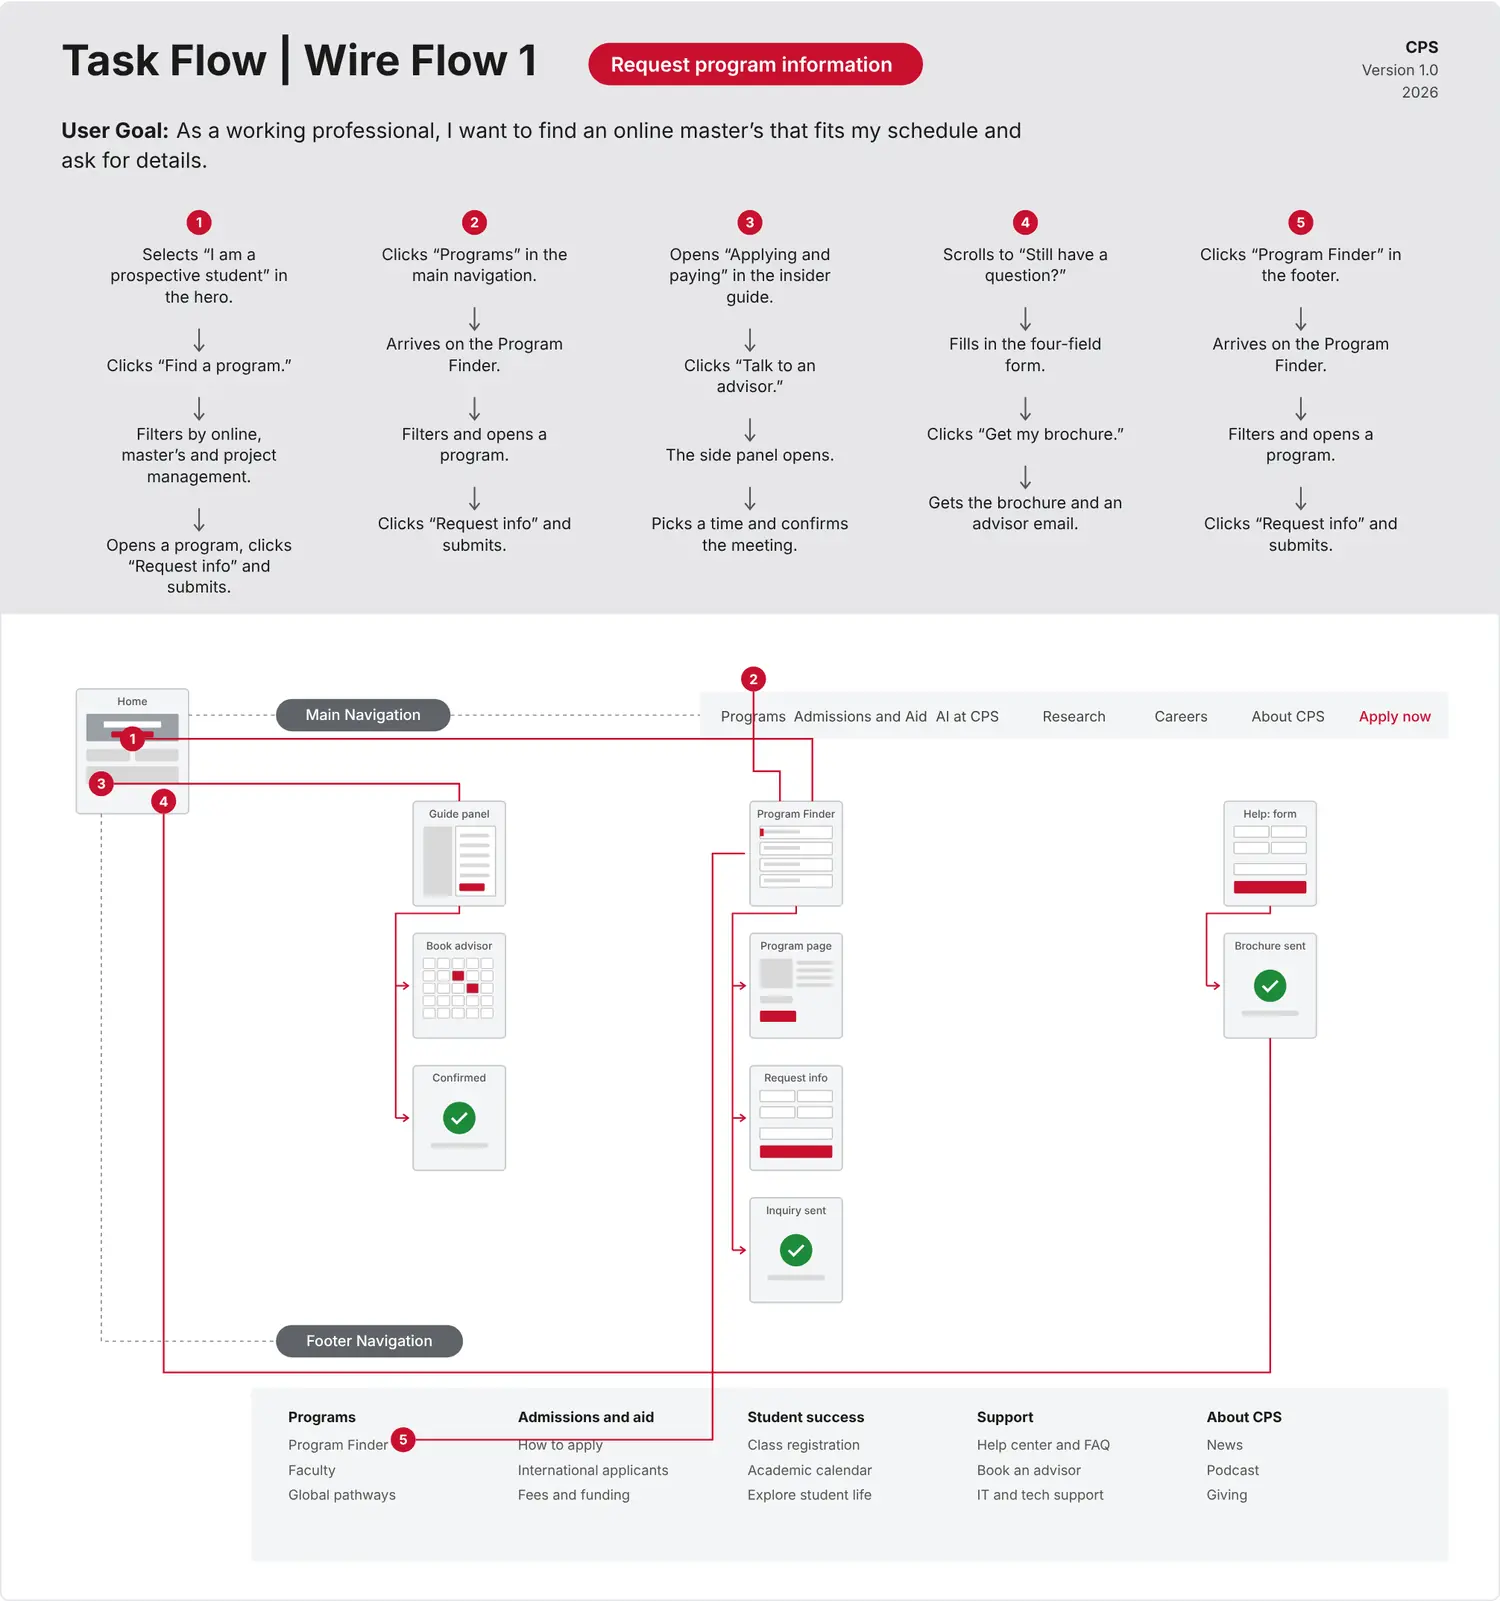 Task Flow | Wire Flow 1
Request program information
CPS
Version 1.0
2026
User Goal: As a working professional, I want to find an online master’s that fits my schedule and
ask for details.
1
Selects “I am a
prospective student” in
the hero.
Clicks “Find a program.”
Filters by online,
master’s and project
management.
Opens a program, clicks
“Request info” and
submits.
2
Clicks “Programs” in the
main navigation.
Arrives on the Program
Finder.
Filters and opens a
program.
Clicks “Request info” and
submits.
3
Opens “Applying and
paying” in the insider
guide.
Clicks “Talk to an
advisor.”
The side panel opens.
Picks a time and confirms
the meeting.
4
Scrolls to “Still have a
question?”
Fills in the four-field
form.
Clicks “Get my brochure.”
Gets the brochure and an
advisor email.
5
Clicks “Program Finder” in
the footer.
Arrives on the Program
Finder.
Filters and opens a
program.
Clicks “Request info” and
submits.
Home
1
3
4
Main Navigation
2
Programs
Admissions and Aid
AI at CPS
Research
Careers
About CPS
Apply now
Guide panel
Book advisor
Confirmed
Program Finder
Program page
Request info
Inquiry sent
Help: form
Brochure sent
Footer Navigation
Programs
Program Finder
5
Faculty
Global pathways
Admissions and aid
How to apply
International applicants
Fees and funding
Student success
Class registration
Academic calendar
Explore student life
Support
Help center and FAQ
Book an advisor
IT and tech support
About CPS
News
Podcast
Giving